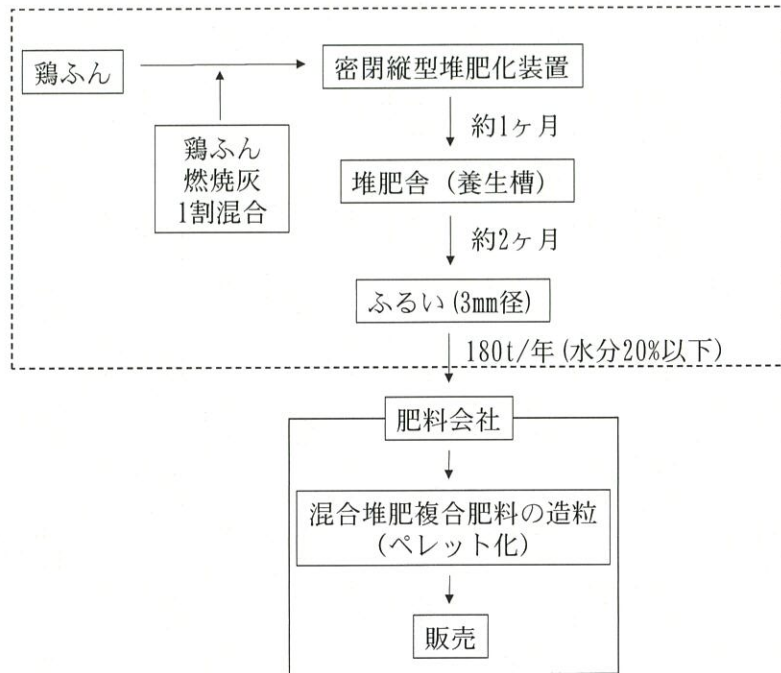 鶏ふん
密閉縦型堆肥化装置
鶏ふん
燃焼灰
1割混合
約1ヶ月
堆肥舎（養生槽）
約2ヶ月
ふるい(3mm径)
180t/年(水分20%以下)
肥料会社
混合堆肥複合肥料の造粒
(ペレット化)
販売